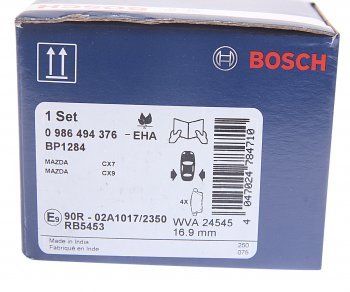 BOSCH
1 Set
0 986 494 376 - EHA
BP1284
MAZDA CX7
MAZDA CX9
4X
E9 90R - 02A1017/2350
RB5453
WVA 24545
16.9 mm
4 047024 784710
Made in India
Fabriqué en Inde
250
075